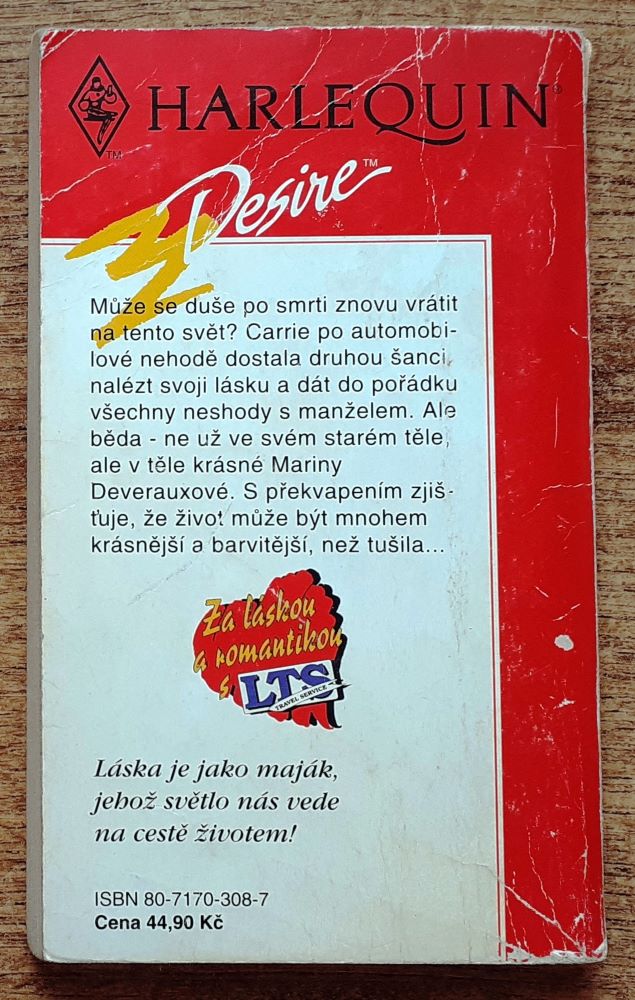 HARLEQUIN®
™
Desire™
Může se duše po smrti znovu vrátit
na tento svět? Carrie po automobi-
lové nehodě dostala druhou šanci,
nalézt svoji lásku a dát do pořádku
všechny neshody s manželem. Ale
běda - ne už ve svém starém těle,
ale v těle krásné Mariny
Deverauxové. S překvapením zjiš-
ťuje, že život může být mnohem
krásnější a barvitější, než tušila...
Za láskou
a romantikou
s LTS
TRAVEL SERVICE
Láska je jako maják,
jehož světlo nás vede
na cestě životem!
ISBN 80-7170-308-7
Cena 44,90 Kč